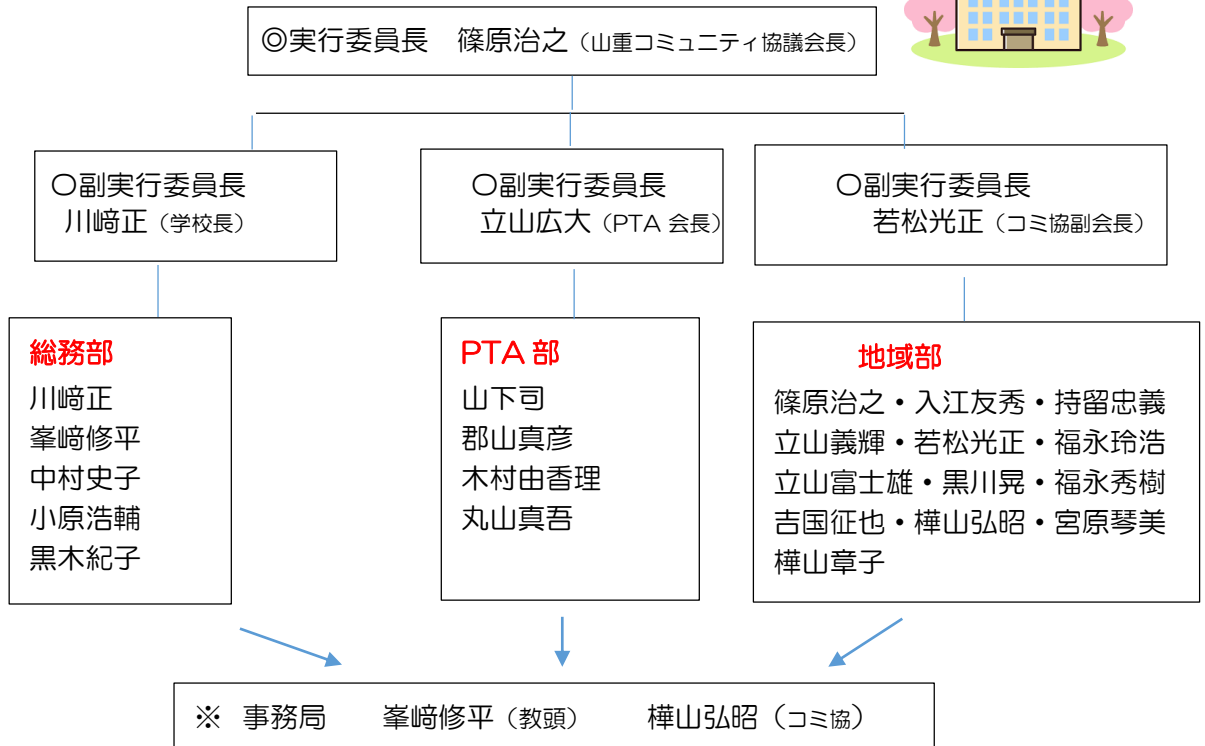 ◎実行委員長 篠原治之（山重コミュニティ協議会長）
〇副実行委員長
川﨑正（学校長）
〇副実行委員長
立山広大（PTA 会長）
〇副実行委員長
若松光正（コミ協副会長）
総務部
川﨑正
峯﨑修平
中村史子
小原浩輔
黒木紀子
PTA 部
山下司
郡山真彦
木村由香理
丸山真吾
地域部
篠原治之・入江友秀・持留忠義
立山義輝・若松光正・福永玲浩
立山富士雄・黒川晃・福永秀樹
吉国征也・樺山弘昭・宮原琴美
樺山章子
※ 事務局 峯﨑修平（教頭） 樺山弘昭（コミ協）